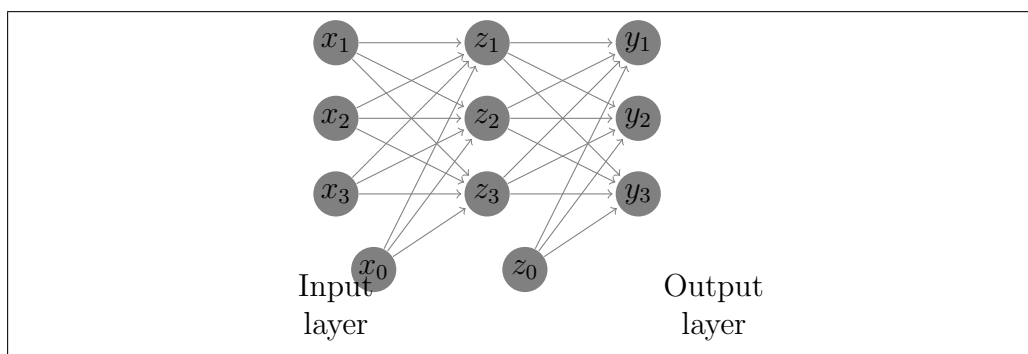 x₁ z₁ y₁
x₂ z₂ y₂
x₃ z₃ y₃
x₀ z₀
Input Output
layer layer